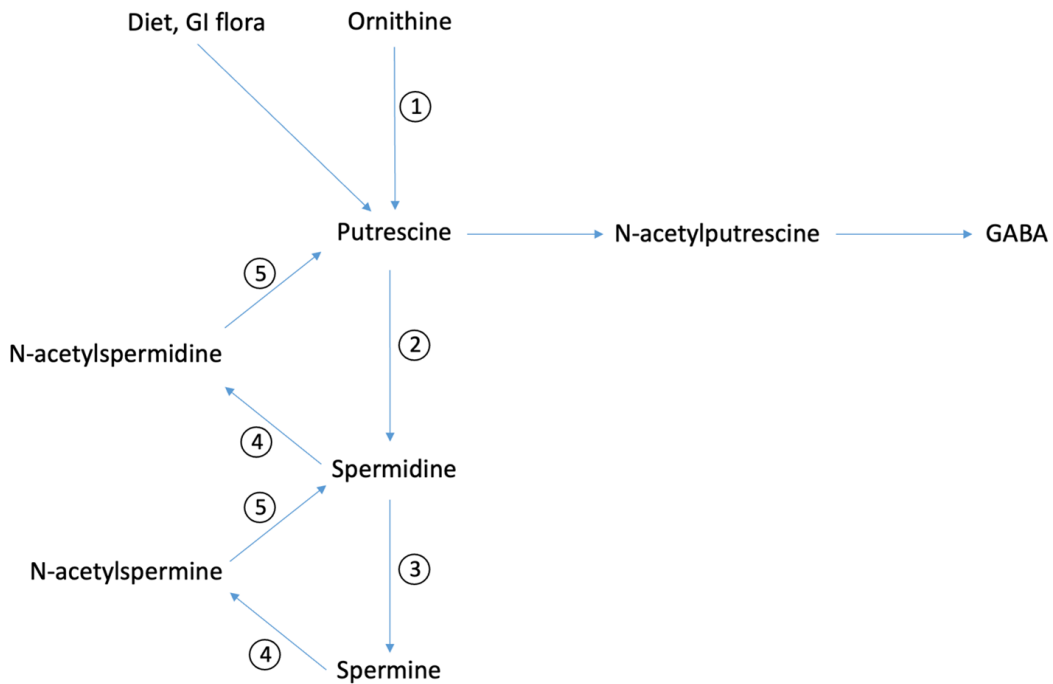 Diet, GI flora
Ornithine
1
Putrescine
N-acetylputrescine
GABA
5
2
N-acetylspermidine
4
Spermidine
5
3
N-acetylspermine
4
Spermine